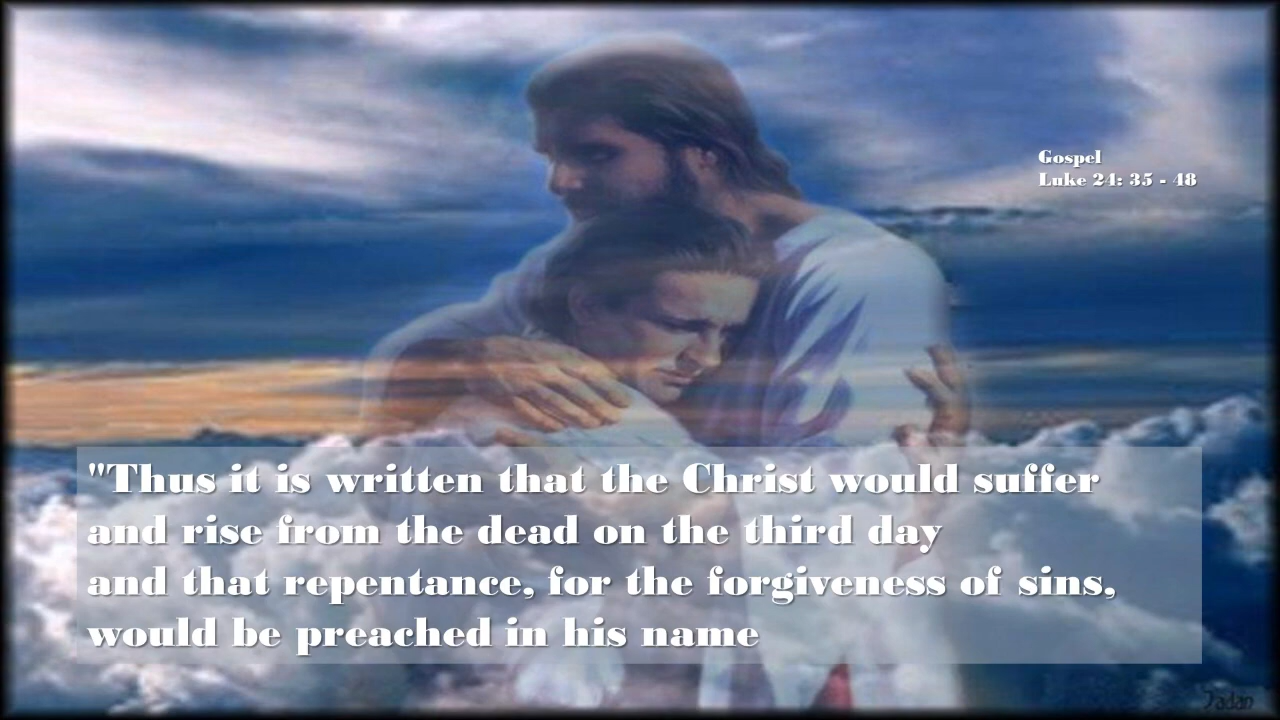 Gospel
Luke 24: 35 - 48
"Thus it is written that the Christ would suffer
and rise from the dead on the third day
and that repentance, for the forgiveness of sins,
would be preached in his name